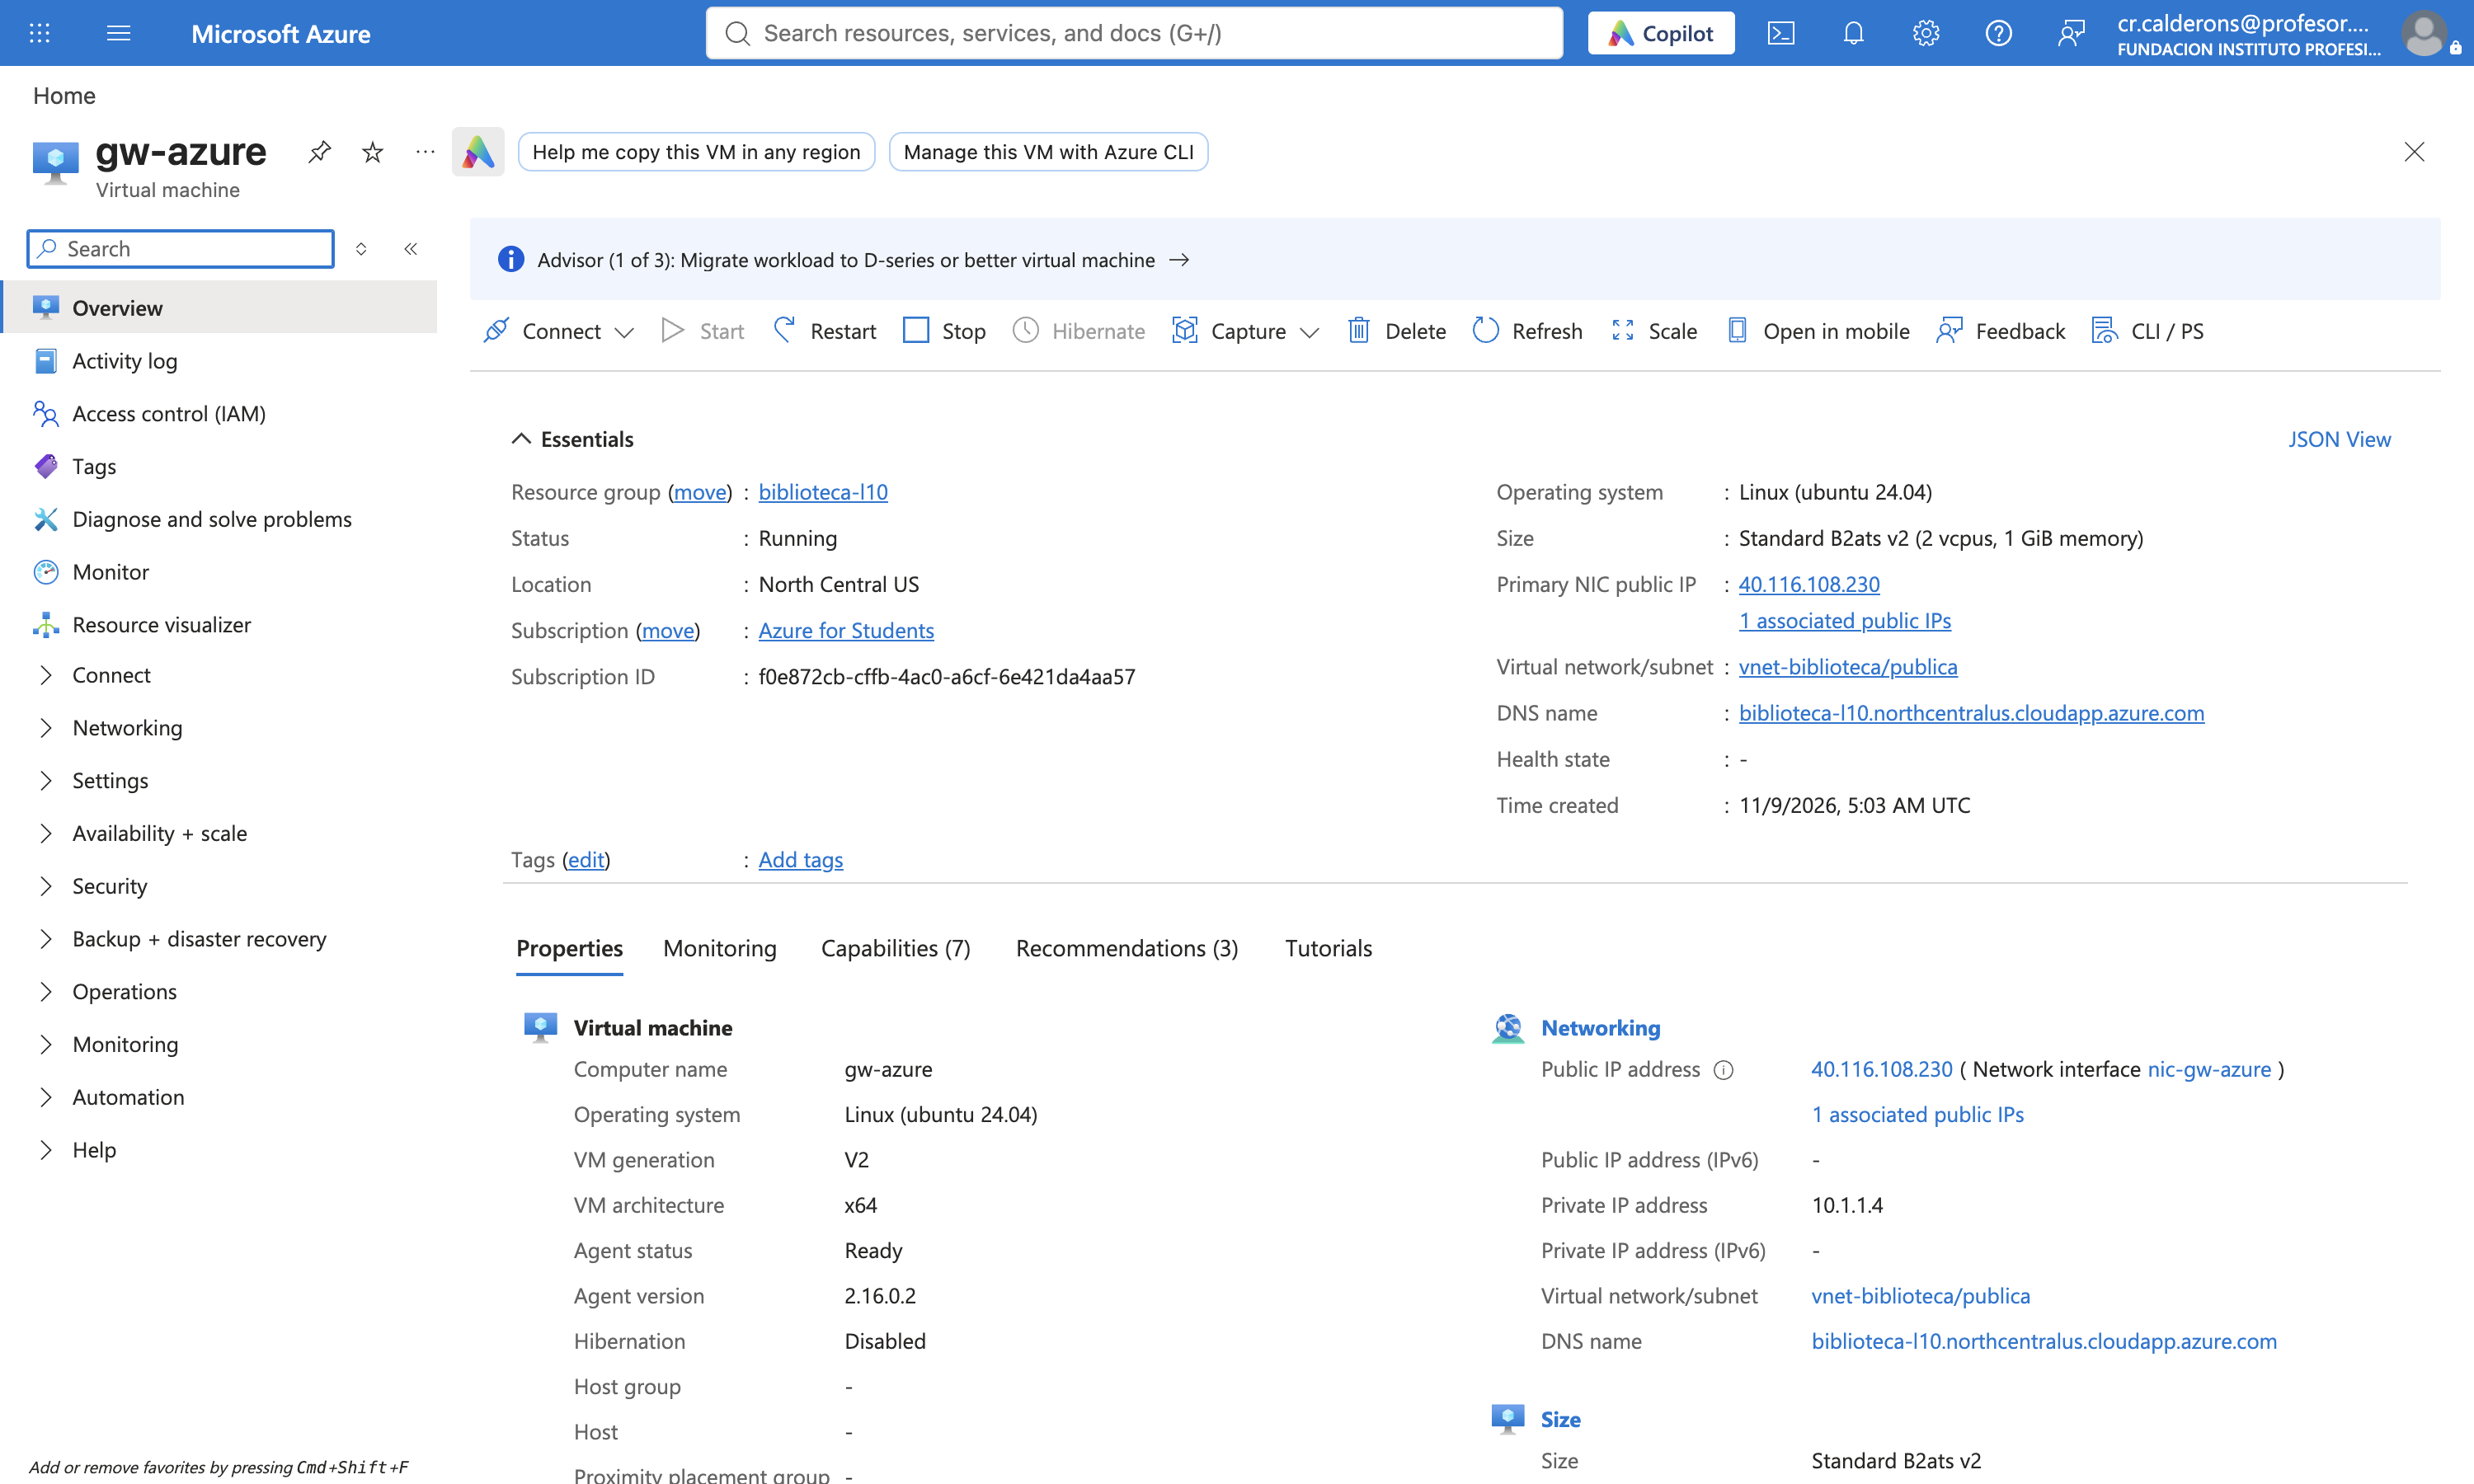 Microsoft Azure
Search resources, services, and docs (G+/)
Copilot
cr.calderons@profesor....
FUNDACION INSTITUTO PROFESI...
Home
gw-azure
Virtual machine
Help me copy this VM in any region
Manage this VM with Azure CLI
Search
Overview
Activity log
Access control (IAM)
Tags
Diagnose and solve problems
Monitor
Resource visualizer
Connect
Networking
Settings
Availability + scale
Security
Backup + disaster recovery
Operations
Monitoring
Automation
Help
Add or remove favorites by pressing Cmd+Shift+F
Advisor (1 of 3): Migrate workload to D-series or better virtual machine →
Connect Start Restart Stop Hibernate Capture Delete Refresh Scale Open in mobile Feedback CLI / PS
Essentials
JSON View
Resource group (move) : biblioteca-l10
Status : Running
Location : North Central US
Subscription (move) : Azure for Students
Subscription ID : f0e872cb-cffb-4ac0-a6cf-6e421da4aa57
Operating system : Linux (ubuntu 24.04)
Size : Standard B2ats v2 (2 vcpus, 1 GiB memory)
Primary NIC public IP : 40.116.108.230
1 associated public IPs
Virtual network/subnet : vnet-biblioteca/publica
DNS name : biblioteca-l10.northcentralus.cloudapp.azure.com
Health state : -
Time created : 11/9/2026, 5:03 AM UTC
Tags (edit) : Add tags
Properties Monitoring Capabilities (7) Recommendations (3) Tutorials
Virtual machine
Computer name gw-azure
Operating system Linux (ubuntu 24.04)
VM generation V2
VM architecture x64
Agent status Ready
Agent version 2.16.0.2
Hibernation Disabled
Host group -
Host -
Proximity placement group -
Networking
Public IP address 40.116.108.230 ( Network interface nic-gw-azure )
1 associated public IPs
Public IP address (IPv6) -
Private IP address 10.1.1.4
Private IP address (IPv6) -
Virtual network/subnet vnet-biblioteca/publica
DNS name biblioteca-l10.northcentralus.cloudapp.azure.com
Size
Size Standard B2ats v2